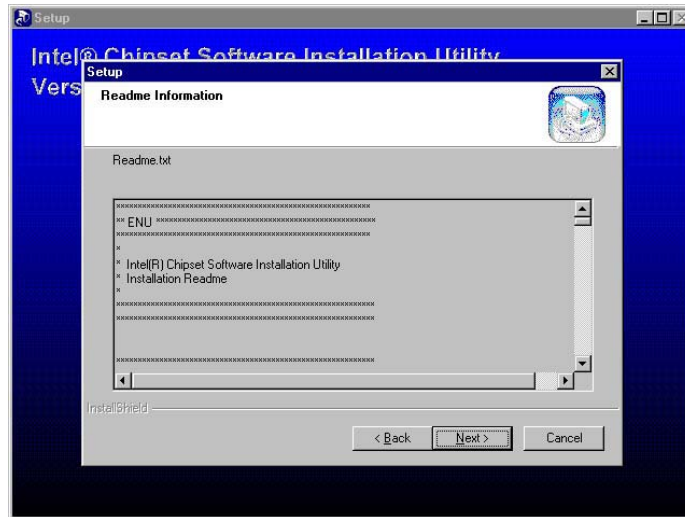 Setup
Intel® Chipset Software Installation Utility
Vers
Setup
Readme Information
Readme.txt
**************************************************************
** ENU ******************************************************
**************************************************************
*
* Intel(R) Chipset Software Installation Utility
* Installation Readme
*
***************************************************************
***************************************************************
***************************************************************
InstallShield
< Back
Next >
Cancel